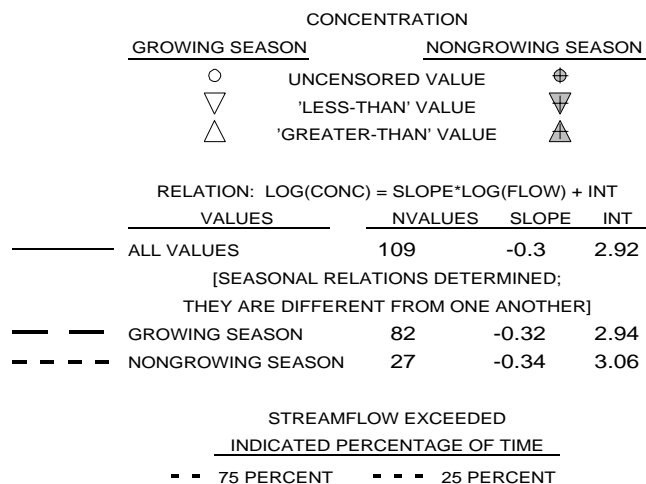 CONCENTRATION
GROWING SEASON NONGROWING SEASON
UNCENSORED VALUE
'LESS-THAN' VALUE
'GREATER-THAN' VALUE
RELATION: LOG(CONC) = SLOPE*LOG(FLOW) + INT
VALUES NVALUES SLOPE INT
ALL VALUES 109 -0.3 2.92
[SEASONAL RELATIONS DETERMINED;
THEY ARE DIFFERENT FROM ONE ANOTHER]
GROWING SEASON 82 -0.32 2.94
NONGROWING SEASON 27 -0.34 3.06
STREAMFLOW EXCEEDED
INDICATED PERCENTAGE OF TIME
75 PERCENT 25 PERCENT